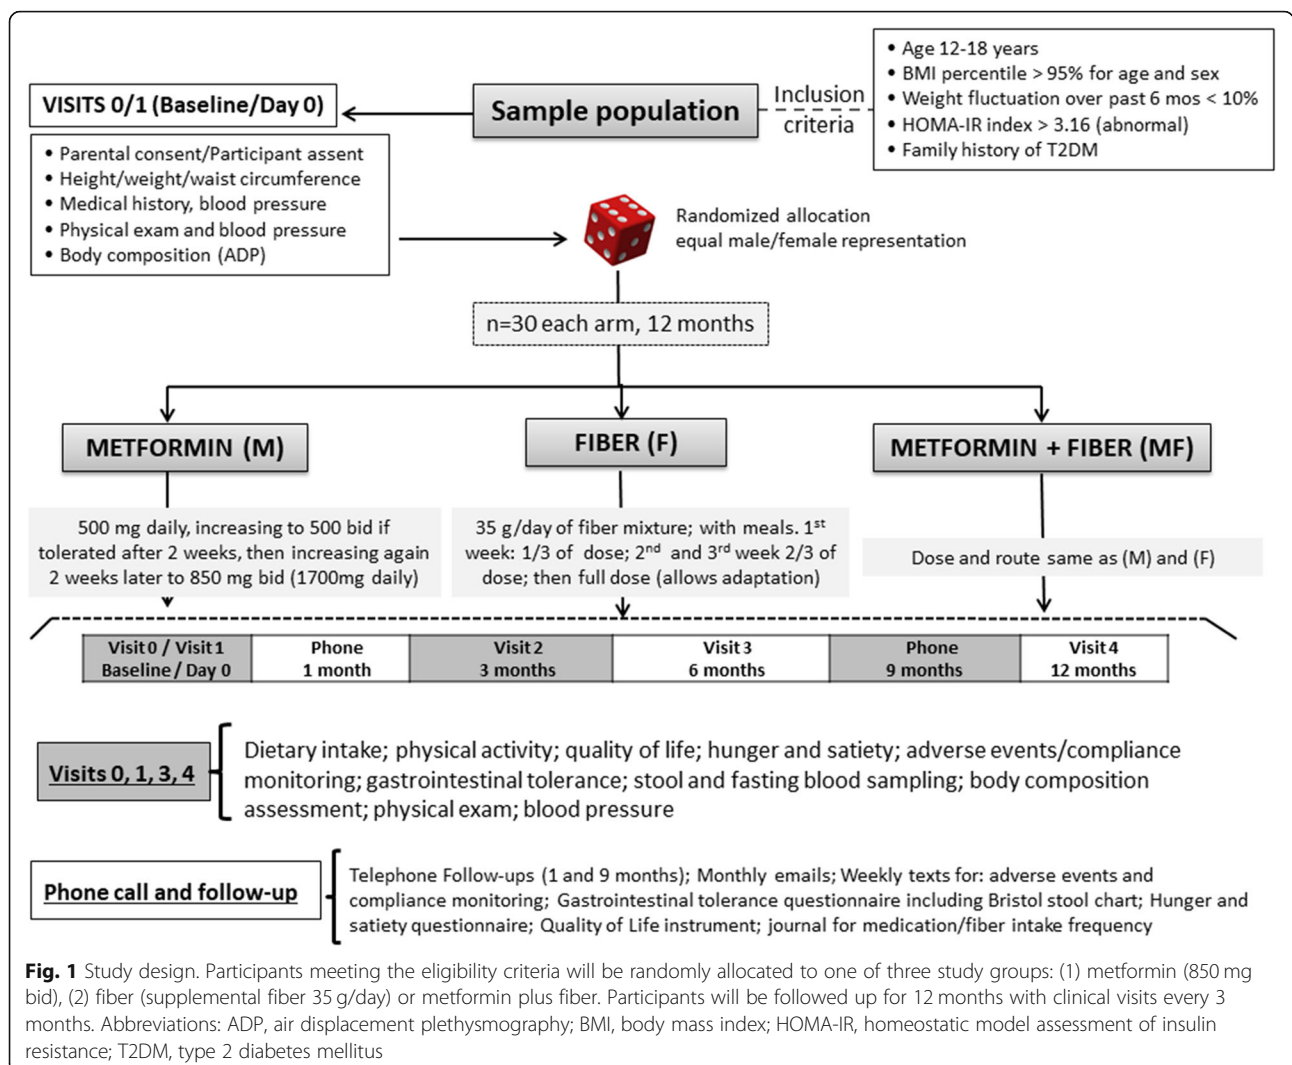 VISITS 0/1 (Baseline/Day 0)
• Parental consent/Participant assent
• Height/weight/waist circumference
• Medical history, blood pressure
• Physical exam and blood pressure
• Body composition (ADP)
Sample population
Inclusion
criteria
• Age 12-18 years
• BMI percentile > 95% for age and sex
• Weight fluctuation over past 6 mos < 10%
• HOMA-IR index > 3.16 (abnormal)
• Family history of T2DM
Randomized allocation
equal male/female representation
n=30 each arm, 12 months
METFORMIN (M)
FIBER (F)
METFORMIN + FIBER (MF)
500 mg daily, increasing to 500 bid if
tolerated after 2 weeks, then increasing again
2 weeks later to 850 mg bid (1700mg daily)
35 g/day of fiber mixture; with meals. 1st
week: 1/3 of dose; 2nd and 3rd week 2/3 of
dose; then full dose (allows adaptation)
Dose and route same as (M) and (F)
Visit 0 / Visit 1
Baseline / Day 0
Phone
1 month
Visit 2
3 months
Visit 3
6 months
Phone
9 months
Visit 4
12 months
Visits 0, 1, 3, 4
Dietary intake; physical activity; quality of life; hunger and satiety; adverse events/compliance
monitoring; gastrointestinal tolerance; stool and fasting blood sampling; body composition
assessment; physical exam; blood pressure
Phone call and follow-up
Telephone Follow-ups (1 and 9 months); Monthly emails; Weekly texts for: adverse events and
compliance monitoring; Gastrointestinal tolerance questionnaire including Bristol stool chart; Hunger and
satiety questionnaire; Quality of Life instrument; journal for medication/fiber intake frequency
Fig. 1 Study design. Participants meeting the eligibility criteria will be randomly allocated to one of three study groups: (1) metformin (850 mg
bid), (2) fiber (supplemental fiber 35 g/day) or metformin plus fiber. Participants will be followed up for 12 months with clinical visits every 3
months. Abbreviations: ADP, air displacement plethysmography; BMI, body mass index; HOMA-IR, homeostatic model assessment of insulin
resistance; T2DM, type 2 diabetes mellitus